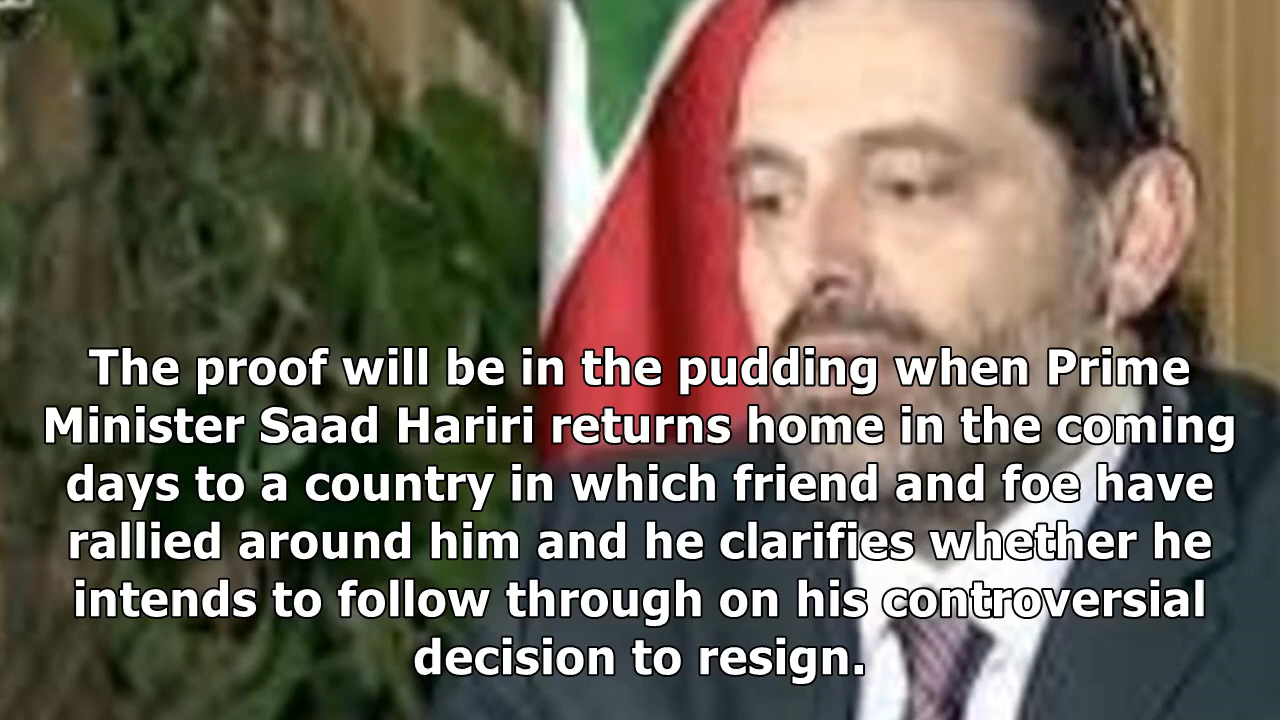 The proof will be in the pudding when Prime
Minister Saad Hariri returns home in the coming
days to a country in which friend and foe have
rallied around him and he clarifies whether he
intends to follow through on his controversial
decision to resign.